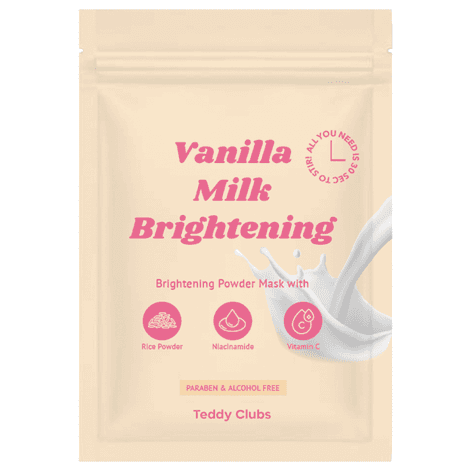 Vanilla
Milk
Brightening
ALL YOU NEED IS 30 SEC TO STIR!
Brightening Powder Mask with
Rice Powder
Niacinamide
C
Vitamin C
PARABEN & ALCOHOL FREE
Teddy Clubs